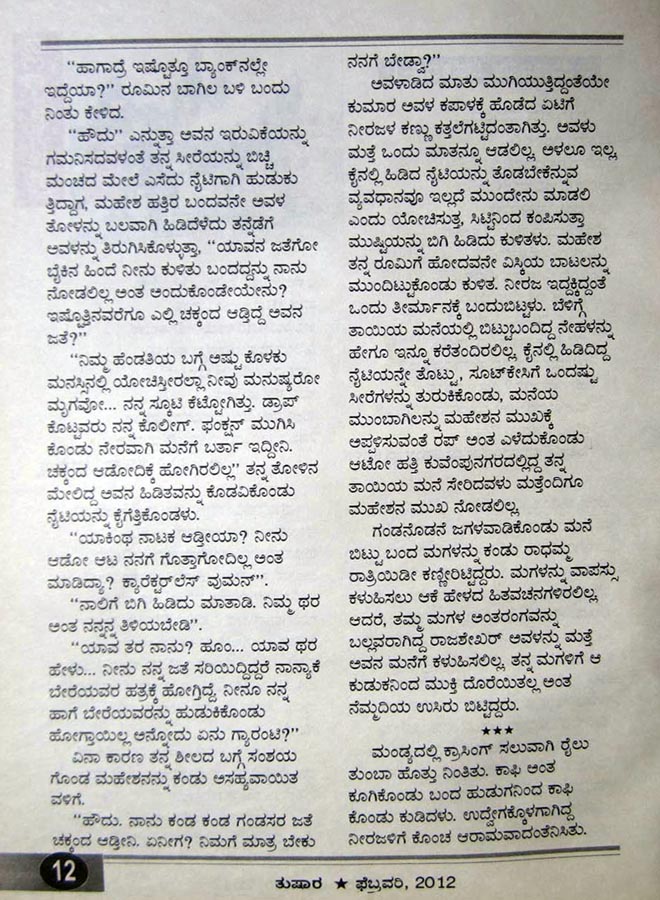 “ಹಾಗಾದ್ರೆ ಇಷ್ಟೊತ್ತೂ ಬ್ಯಾಂಕ್‌ನಲ್ಲೇ
ಇದ್ದೆಯಾ?” ರೂಮಿನ ಬಾಗಿಲ ಬಳಿ ಬಂದು
ನಿಂತು ಕೇಳಿದ.
“ಹೌದು” ಎನ್ನುತ್ತಾ ಅವನ ಇರುವಿಕೆಯನ್ನು
ಗಮನಿಸದವಳಂತೆ ತನ್ನ ಸೀರೆಯನ್ನು ಬಿಚ್ಚಿ
ಮಂಚದ ಮೇಲೆ ಎಸೆದು ನೈಟಿಗಾಗಿ ಹುಡುಕು
ತ್ತಿದ್ದಾಗ, ಮಹೇಶ ಹತ್ತಿರ ಬಂದವನೇ ಅವಳ
ತೋಳನ್ನು ಬಲವಾಗಿ ಹಿಡಿದೆಳೆದು ತನ್ನೆಡೆಗೆ
ಅವಳನ್ನು ತಿರುಗಿಸಿಕೊಳ್ಳುತ್ತಾ, “ಯಾವನ ಜತೆಗೋ
ಬೈಕಿನ ಹಿಂದೆ ನೀನು ಕುಳಿತು ಬಂದದ್ದನ್ನು ನಾನು
ನೋಡಲಿಲ್ಲ ಅಂತ ಅಂದುಕೊಂಡೇಯೇನು?
ಇಷ್ಟೊತ್ತಿನವರೆಗೂ ಎಲ್ಲಿ ಚಕ್ಕಂದ ಆಡ್ತಿದ್ದೆ ಅವನ
ಜತೆ?”
“ನಿಮ್ಮ ಹೆಂಡತಿಯ ಬಗ್ಗೆ ಅಷ್ಟು ಕೊಳಕು
ಮನಸ್ಸಿನಲ್ಲಿ ಯೋಚಿಸ್ತೀರಲ್ಲಾ ನೀವು ಮನುಷ್ಯರೋ
ಮೃಗವೋ... ನನ್ನ ಸ್ಕೂಟಿ ಕೆಟ್ಟೋಗಿತ್ತು. ಡ್ರಾಪ್
ಕೊಟ್ಟವರು ನನ್ನ ಕೊಲೀಗ್. ಫಂಕ್ಷನ್ ಮುಗಿಸಿ
ಕೊಂಡು ನೇರವಾಗಿ ಮನೆಗೆ ಬರ್ತಾ ಇದ್ದೀನಿ.
ಚಕ್ಕಂದ ಆಡೋದಿಕ್ಕೆ ಹೋಗಿರಲಿಲ್ಲ” ತನ್ನ ತೋಳಿನ
ಮೇಲಿದ್ದ ಅವನ ಹಿಡಿತವನ್ನು ಕೊಡವಿಕೊಂಡು
ನೈಟಿಯನ್ನು ಕೈಗೆತ್ತಿಕೊಂಡಳು.
“ಯಾಕಿಂಥ ನಾಟಕ ಆಡ್ತೀಯಾ? ನೀನು
ಆಡೋ ಆಟ ನನಗೆ ಗೊತ್ತಾಗೋದಿಲ್ಲ ಅಂತ
ಮಾಡಿದ್ಯಾ? ಕ್ಯಾರೆಕ್ಟರ್‌ಲೆಸ್ ವುಮನ್”.
“ನಾಲಿಗೆ ಬಿಗಿ ಹಿಡಿದು ಮಾತಾಡಿ. ನಿಮ್ಮ ಥರ
ಅಂತ ನನ್ನನ್ನ ತಿಳಿಯಬೇಡಿ”.
“ಯಾವ ತರ ನಾನು? ಹೂಂ... ಯಾವ ಥರ
ಹೇಳು... ನೀನು ನನ್ನ ಜತೆ ಸರಿಯಿದ್ದಿದ್ದರೆ ನಾನ್ಯಾಕೆ
ಬೇರೆಯವರ ಹತ್ರಕ್ಕೆ ಹೋಗ್ತಿದ್ದೆ. ನೀನೂ ನನ್ನ
ಹಾಗೆ ಬೇರೆಯವರನ್ನು ಹುಡುಕಿಕೊಂಡು
ಹೋಗ್ತಾಯಿಲ್ಲ ಅನ್ನೋದು ಏನು ಗ್ಯಾರಂಟಿ?”
ವಿನಾ ಕಾರಣ ತನ್ನ ಶೀಲದ ಬಗ್ಗೆ ಸಂಶಯ
ಗೊಂಡ ಮಹೇಶನನ್ನು ಕಂಡು ಅಸಹ್ಯವಾಯಿತ
ವಳಿಗೆ.
“ಹೌದು. ನಾನು ಕಂಡ ಕಂಡ ಗಂಡಸರ ಜತೆ
ಚಕ್ಕಂದ ಆಡ್ತೀನಿ. ಏನೀಗ? ನಿಮಗೆ ಮಾತ್ರ ಬೇಕು
ನನಗೆ ಬೇಡ್ವಾ?”
ಅವಳಾಡಿದ ಮಾತು ಮುಗಿಯುತ್ತಿದ್ದಂತೆಯೇ
ಕುಮಾರ ಅವಳ ಕಪಾಳಕ್ಕೆ ಹೊಡೆದ ಏಟಿಗೆ
ನೀರಜಳ ಕಣ್ಣು ಕತ್ತಲೆಗಟ್ಟಿದಂತಾಗಿತ್ತು. ಅವಳು
ಮತ್ತೆ ಒಂದು ಮಾತನ್ನೂ ಆಡಲಿಲ್ಲ. ಅಳಲೂ ಇಲ್ಲ,
ಕೈನಲ್ಲಿ ಹಿಡಿದ ನೈಟಿಯನ್ನು ತೊಡಬೇಕೆನ್ನುವ
ವ್ಯವಧಾನವೂ ಇಲ್ಲದೆ ಮುಂದೇನು ಮಾಡಲಿ
ಎಂದು ಯೋಚಿಸುತ್ತ, ಸಿಟ್ಟಿನಿಂದ ಕಂಪಿಸುತ್ತಾ
ಮುಷ್ಟಿಯನ್ನು ಬಿಗಿ ಹಿಡಿದು ಕುಳಿತಳು. ಮಹೇಶ
ತನ್ನ ರೂಮಿಗೆ ಹೋದವನೇ ವಿಸ್ಕಿಯ ಬಾಟಲನ್ನು
ಮುಂದಿಟ್ಟುಕೊಂಡು ಕುಳಿತ. ನೀರಜ ಇದ್ದಕ್ಕಿದ್ದಂತೆ
ಒಂದು ತೀರ್ಮಾನಕ್ಕೆ ಬಂದುಬಿಟ್ಟಳು. ಬೆಳಿಗ್ಗೆ
ತಾಯಿಯ ಮನೆಯಲ್ಲಿ ಬಿಟ್ಟುಬಂದಿದ್ದ ನೇಹಳನ್ನು
ಹೇಗೂ ಇನ್ನೂ ಕರೆತಂದಿರಲಿಲ್ಲ. ಕೈನಲ್ಲಿ ಹಿಡಿದಿದ್ದ
ನೈಟಿಯನ್ನೇ ತೊಟ್ಟು, ಸೂಟ್‌ಕೇಸಿಗೆ ಒಂದಷ್ಟು
ಸೀರೆಗಳನ್ನು ತುರುಕಿಕೊಂಡು, ಮನೆಯ
ಮುಂಬಾಗಿಲನ್ನು ಮಹೇಶನ ಮುಖಕ್ಕೆ
ಅಪ್ಪಳಿಸುವಂತೆ ರಪ್ ಅಂತ ಎಳೆದುಕೊಂಡು
ಆಟೋ ಹತ್ತಿ ಕುವೆಂಪುನಗರದಲ್ಲಿದ್ದ ತನ್ನ
ತಾಯಿಯ ಮನೆ ಸೇರಿದವಳು ಮತ್ತೆಂದಿಗೂ
ಮಹೇಶನ ಮುಖ ನೋಡಲಿಲ್ಲ.
ಗಂಡನೊಡನೆ ಜಗಳವಾಡಿಕೊಂಡು ಮನೆ
ಬಿಟ್ಟು ಬಂದ ಮಗಳನ್ನು ಕಂಡು ರಾಧಮ್ಮ
ರಾತ್ರಿಯಿಡೀ ಕಣ್ಣೀರಿಟ್ಟಿದ್ದರು. ಮಗಳನ್ನು ವಾಪಸ್ಸು
ಕಳುಹಿಸಲು ಆಕೆ ಹೇಳದ ಹಿತವಚನಗಳಿರಲಿಲ್ಲ.
ಆದರೆ, ತಮ್ಮ ಮಗಳ ಅಂತರಂಗವನ್ನು
ಬಲ್ಲವರಾಗಿದ್ದ ರಾಜಶೇಖರ್ ಅವಳನ್ನು ಮತ್ತೆ
ಅವನ ಮನೆಗೆ ಕಳುಹಿಸಲಿಲ್ಲ. ತನ್ನ ಮಗಳಿಗೆ ಆ
ಕುಡುಕನಿಂದ ಮುಕ್ತಿ ದೊರೆಯಿತಲ್ಲ ಅಂತ
ನೆಮ್ಮದಿಯ ಉಸಿರು ಬಿಟ್ಟಿದ್ದರು.
★★★
ಮಂಡ್ಯದಲ್ಲಿ ಕ್ರಾಸಿಂಗ್ ಸಲುವಾಗಿ ರೈಲು
ತುಂಬಾ ಹೊತ್ತು ನಿಂತಿತು. ಕಾಫಿ ಅಂತ
ಕೂಗಿಕೊಂಡು ಬಂದ ಹುಡುಗನಿಂದ ಕಾಫಿ
ಕೊಂಡು ಕುಡಿದಳು. ಉದ್ವೇಗಕ್ಕೊಳಗಾಗಿದ್ದ
ನೀರಜಳಿಗೆ ಕೊಂಚ ಆರಾಮವಾದಂತೆನಿಸಿತು.
12
ತುಷಾರ ★ ಫೆಬ್ರವರಿ, 2012